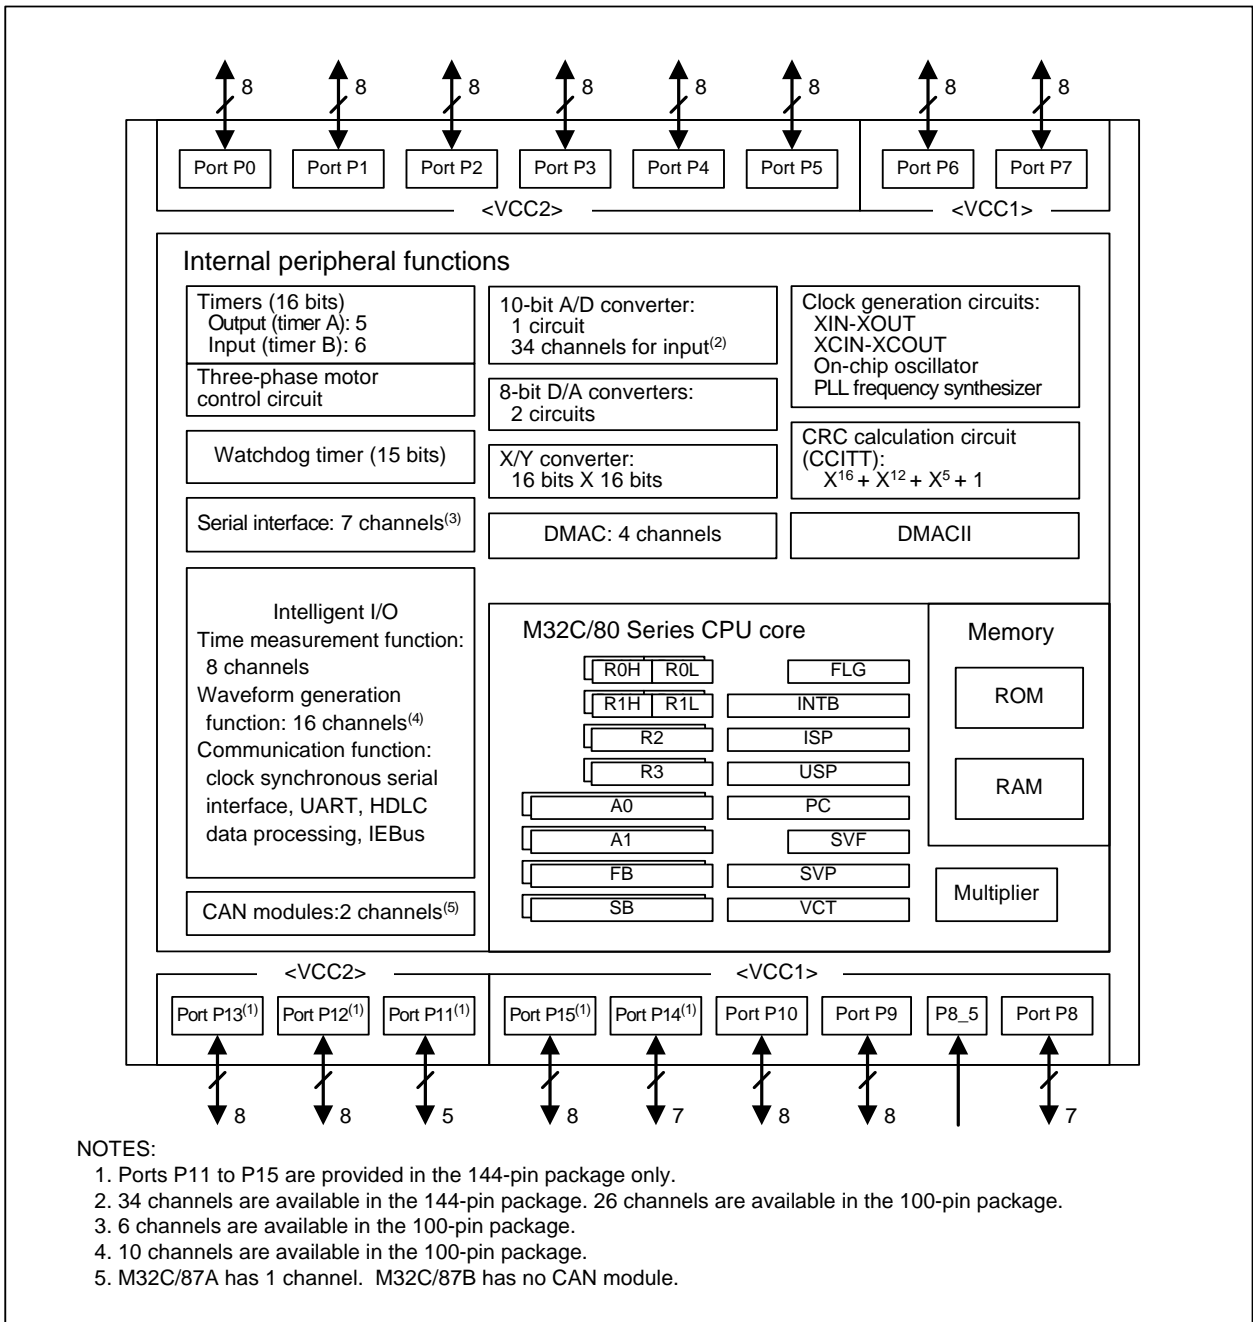 8 8 8 8 8 8 8 8
Port P0 Port P1 Port P2 Port P3 Port P4 Port P5 Port P6 Port P7
<VCC2> <VCC1>
Internal peripheral functions
Timers (16 bits)
Output (timer A): 5
Input (timer B): 6
Three-phase motor
control circuit
Watchdog timer (15 bits)
Serial interface: 7 channels(3)
Intelligent I/O
Time measurement function:
8 channels
Waveform generation
function: 16 channels(4)
Communication function:
clock synchronous serial
interface, UART, HDLC
data processing, IEBus
CAN modules:2 channels(5)
10-bit A/D converter:
1 circuit
34 channels for input(2)
8-bit D/A converters:
2 circuits
X/Y converter:
16 bits X 16 bits
DMAC: 4 channels
Clock generation circuits:
XIN-XOUT
XCIN-XCOUT
On-chip oscillator
PLL frequency synthesizer
CRC calculation circuit
(CCITT):
X16 + X12 + X5 + 1
DMACII
M32C/80 Series CPU core
R0H R0L FLG
R1H R1L INTB
R2 ISP
R3 USP
A0 PC
A1 SVF
FB SVP
SB VCT
Memory
ROM
RAM
Multiplier
<VCC2> <VCC1>
Port P13(1) Port P12(1) Port P11(1) Port P15(1) Port P14(1) Port P10 Port P9 P8_5 Port P8
8 8 5 8 7 8 8 7
NOTES:
1. Ports P11 to P15 are provided in the 144-pin package only.
2. 34 channels are available in the 144-pin package. 26 channels are available in the 100-pin package.
3. 6 channels are available in the 100-pin package.
4. 10 channels are available in the 100-pin package.
5. M32C/87A has 1 channel. M32C/87B has no CAN module.